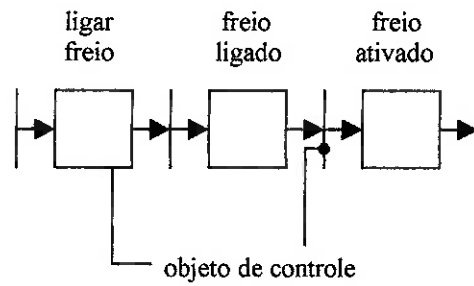 ligar
freio
freio
ligado
freio
ativado
objeto de controle